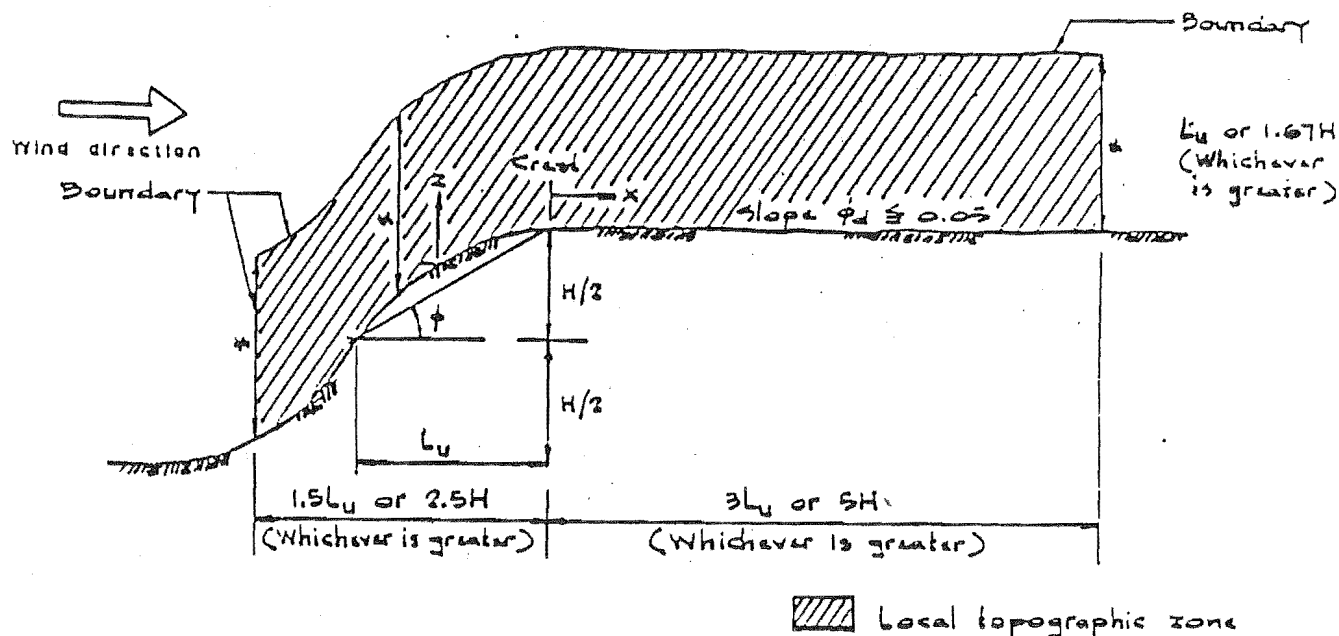 Boundary
Wind direction
Boundary
Crest
Z
X
Slope φd ≦ 0.05
Lu or 1.67H
(Whichever
is greater)
*
*
*
H/2
φ
H/2
Lu
1.5Lu or 2.5H
(Whichever is greater)
3Lu or 5H
(Whichever is greater)
Local topographic zone